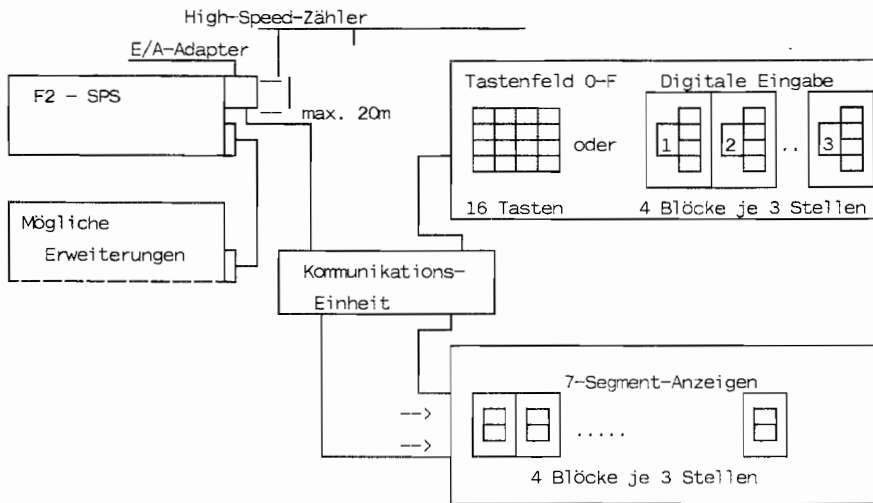 High-Speed-Zähler
E/A-Adapter
F2 - SPS
max. 20m
Mögliche
Erweiterungen
Kommunikations-
Einheit
Tastenfeld 0-F Digitale Eingabe
oder 1 2 .. 3
16 Tasten 4 Blöcke je 3 Stellen
7-Segment-Anzeigen
-->
.....
-->
4 Blöcke je 3 Stellen